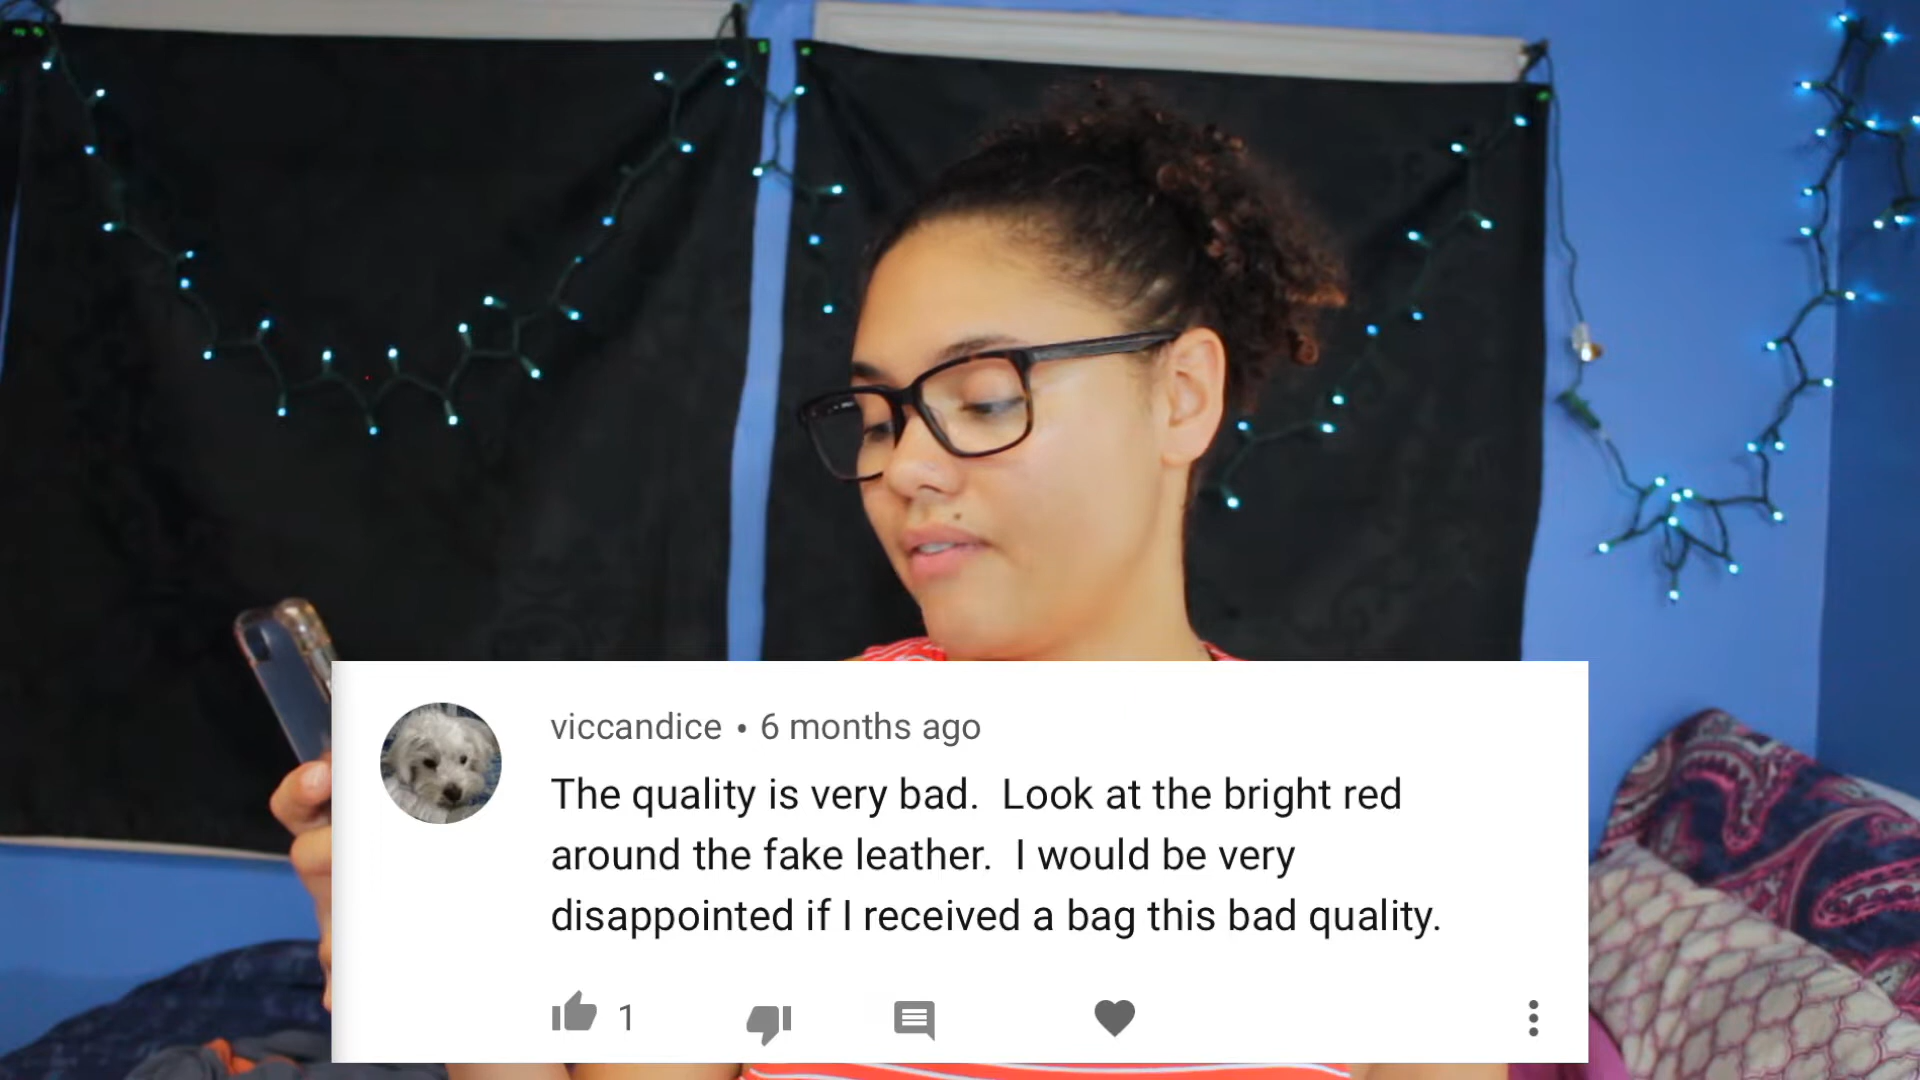 viccandice • 6 months ago
The quality is very bad.  Look at the bright red
around the fake leather.  I would be very
disappointed if I received a bag this bad quality.
1